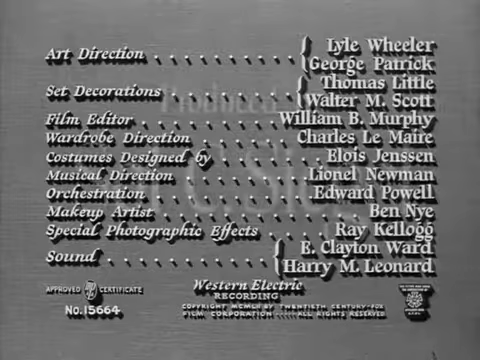 Art Direction . . . . . . . . . { Lyle Wheeler
George Patrick
Set Decorations . . . . . . . . { Thomas Little
Walter M. Scott
Film Editor . . . . . . . . . William B. Murphy
Wardrobe Direction . . . . . . . Charles Le Maire
Costumes Designed by . . . . . . . Elois Jenssen
Musical Direction . . . . . . . . Lionel Newman
Orchestration . . . . . . . . . Edward Powell
Makeup Artist . . . . . . . . . . . Ben Nye
Special Photographic Effects . . . . Ray Kellogg
Sound . . . . . . . . . . { B. Clayton Ward
Harry M. Leonard
APPROVED CERTIFICATE
No. 15664
Western Electric
RECORDING
COPYRIGHT MCMLII BY TWENTIETH CENTURY-FOX
FILM CORPORATION ..... ALL RIGHTS RESERVED